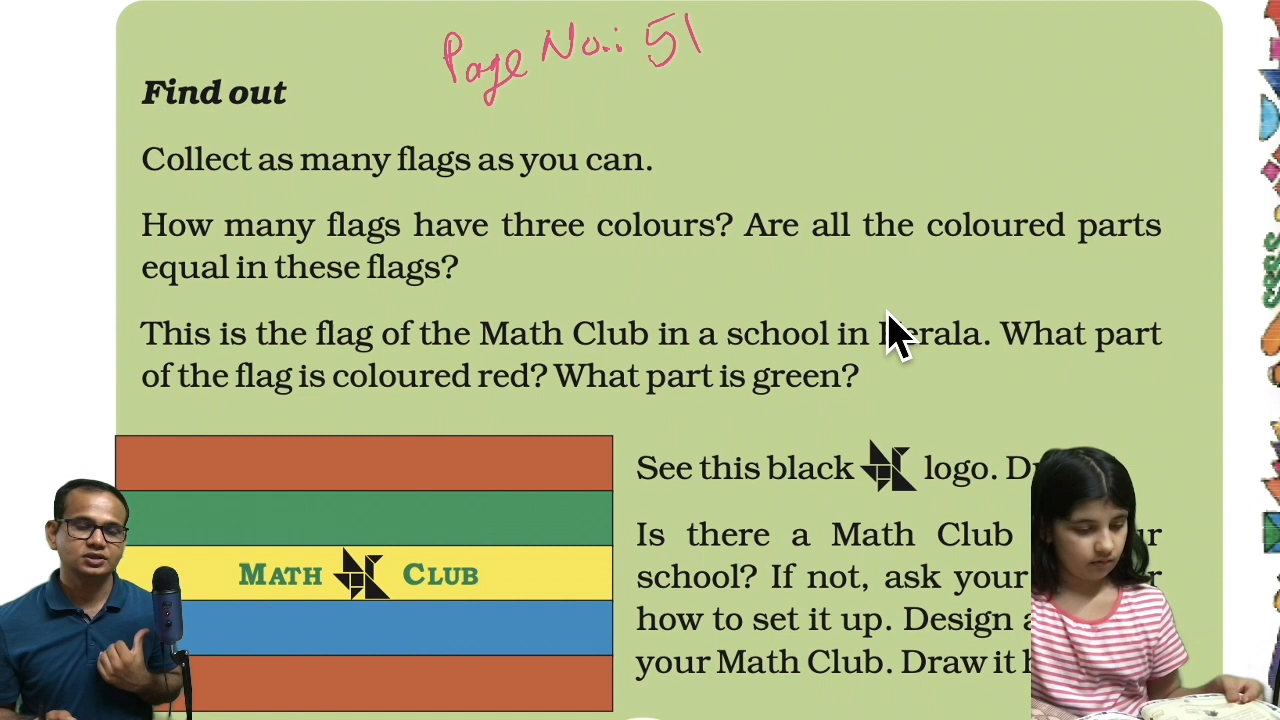 Page No.: 51
Find out
Collect as many flags as you can.
How many flags have three colours? Are all the coloured parts
equal in these flags?
This is the flag of the Math Club in a school in Kerala. What part
of the flag is coloured red? What part is green?
MATH CLUB
See this black logo.
Is there a Math Club
school? If not, ask your
how to set it up. Design
your Math Club. Draw it